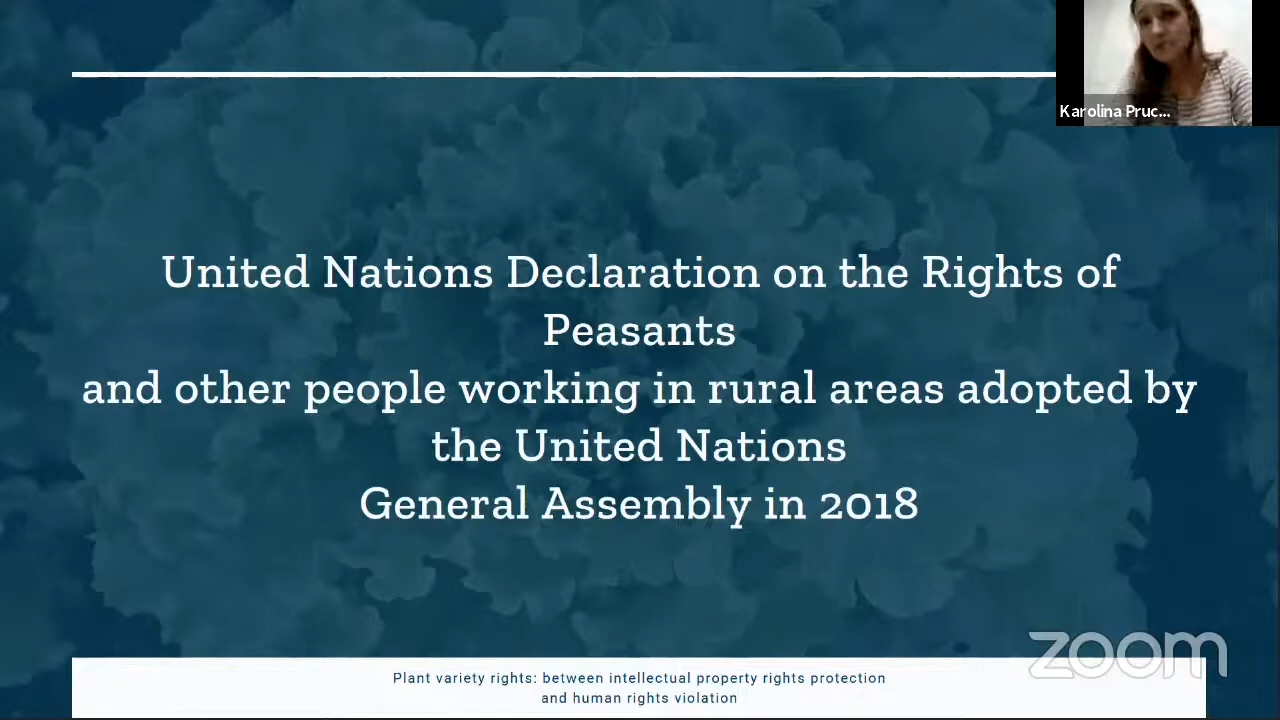 Karolina Pruc...
United Nations Declaration on the Rights of
Peasants
and other people working in rural areas adopted by
the United Nations
General Assembly in 2018
zoom
Plant variety rights: between intellectual property rights protection
and human rights violation